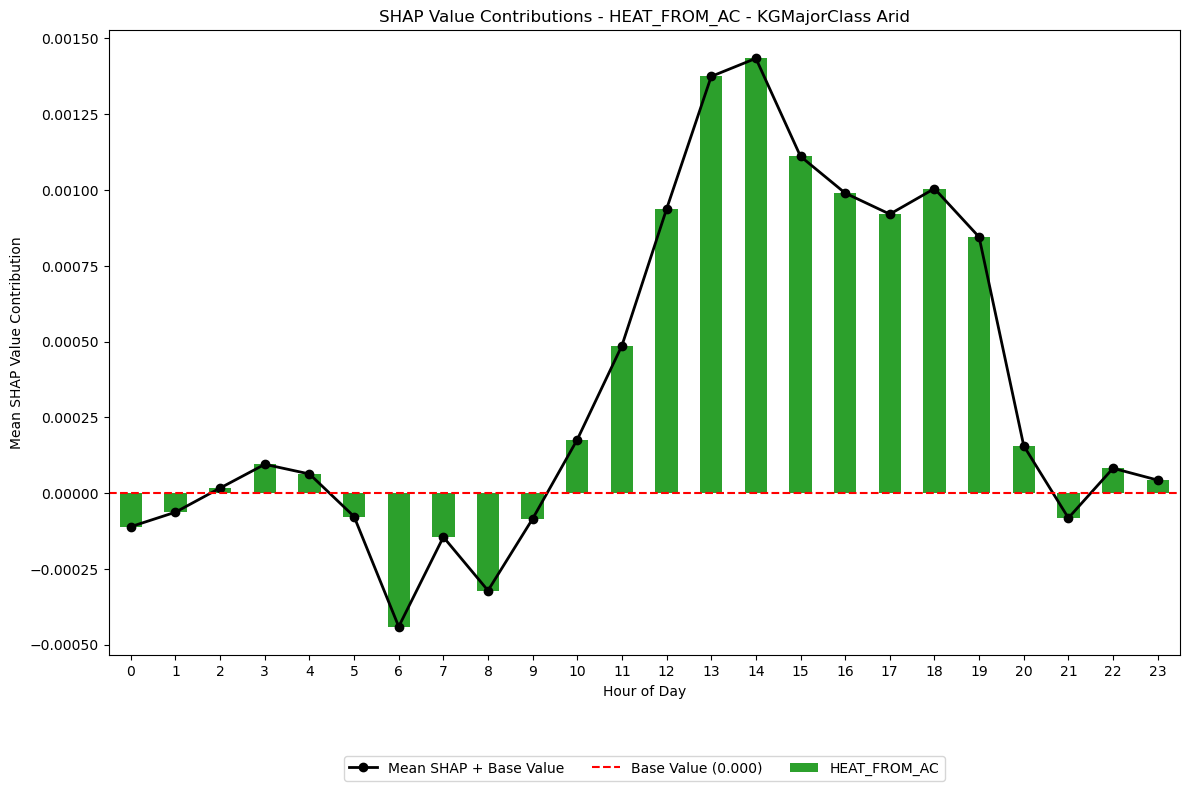 SHAP Value Contributions - HEAT_FROM_AC - KGMajorClass Arid
Mean SHAP Value Contribution
0.00150
0.00125
0.00100
0.00075
0.00050
0.00025
0.00000
−0.00025
−0.00050
0 1 2 3 4 5 6 7 8 9 10 11 12 13 14 15 16 17 18 19 20 21 22 23
Hour of Day
Mean SHAP + Base Value Base Value (0.000) HEAT_FROM_AC